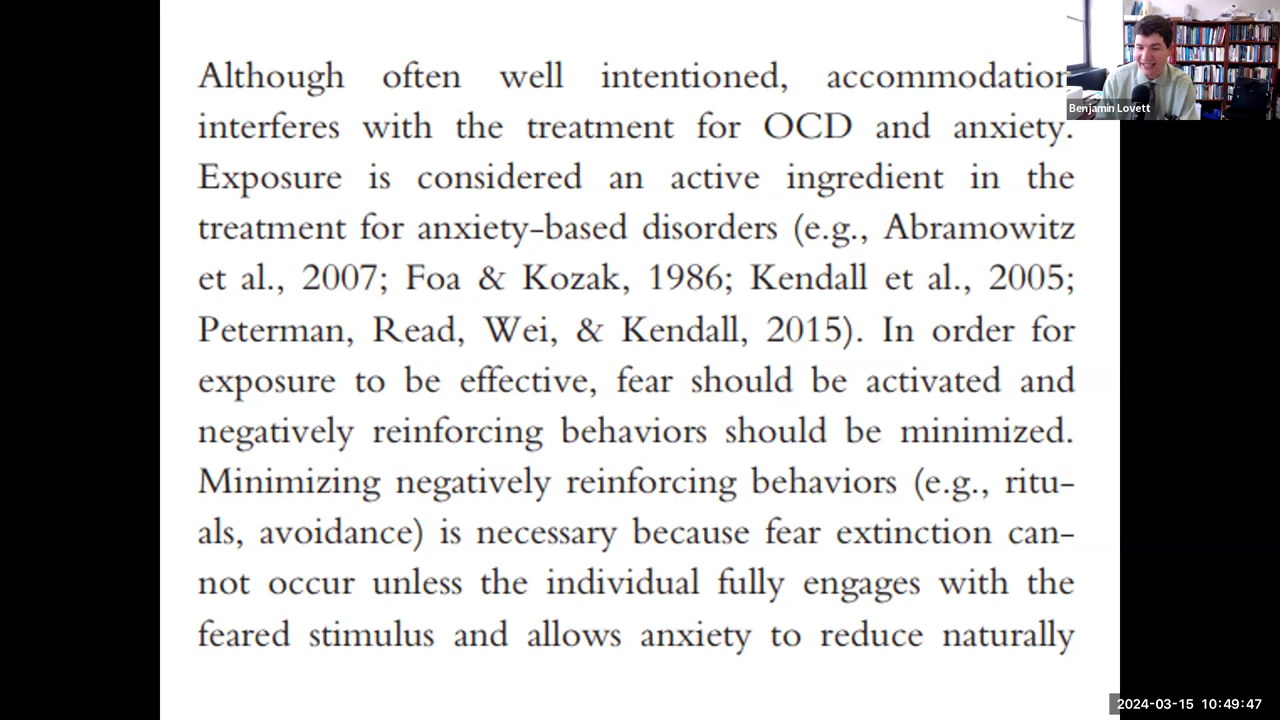 Although often well intentioned, accommodation
interferes with the treatment for OCD and anxiety.
Exposure is considered an active ingredient in the
treatment for anxiety-based disorders (e.g., Abramowitz
et al., 2007; Foa & Kozak, 1986; Kendall et al., 2005;
Peterman, Read, Wei, & Kendall, 2015). In order for
exposure to be effective, fear should be activated and
negatively reinforcing behaviors should be minimized.
Minimizing negatively reinforcing behaviors (e.g., ritu-
als, avoidance) is necessary because fear extinction can-
not occur unless the individual fully engages with the
feared stimulus and allows anxiety to reduce naturally
Benjamin Lovett
2024-03-15 10:49:47